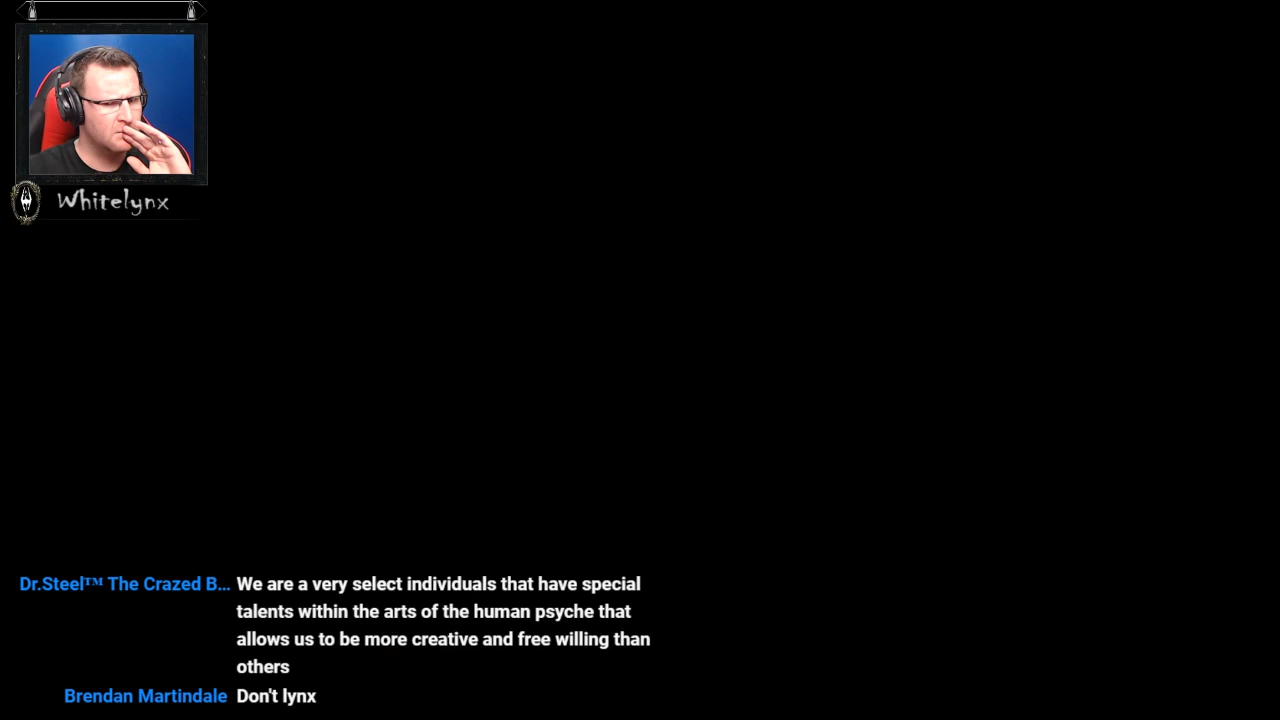 Whitelynx
Dr.Steel™ The Crazed B... We are a very select individuals that have special
talents within the arts of the human psyche that
allows us to be more creative and free willing than
others
Brendan Martindale Don't lynx